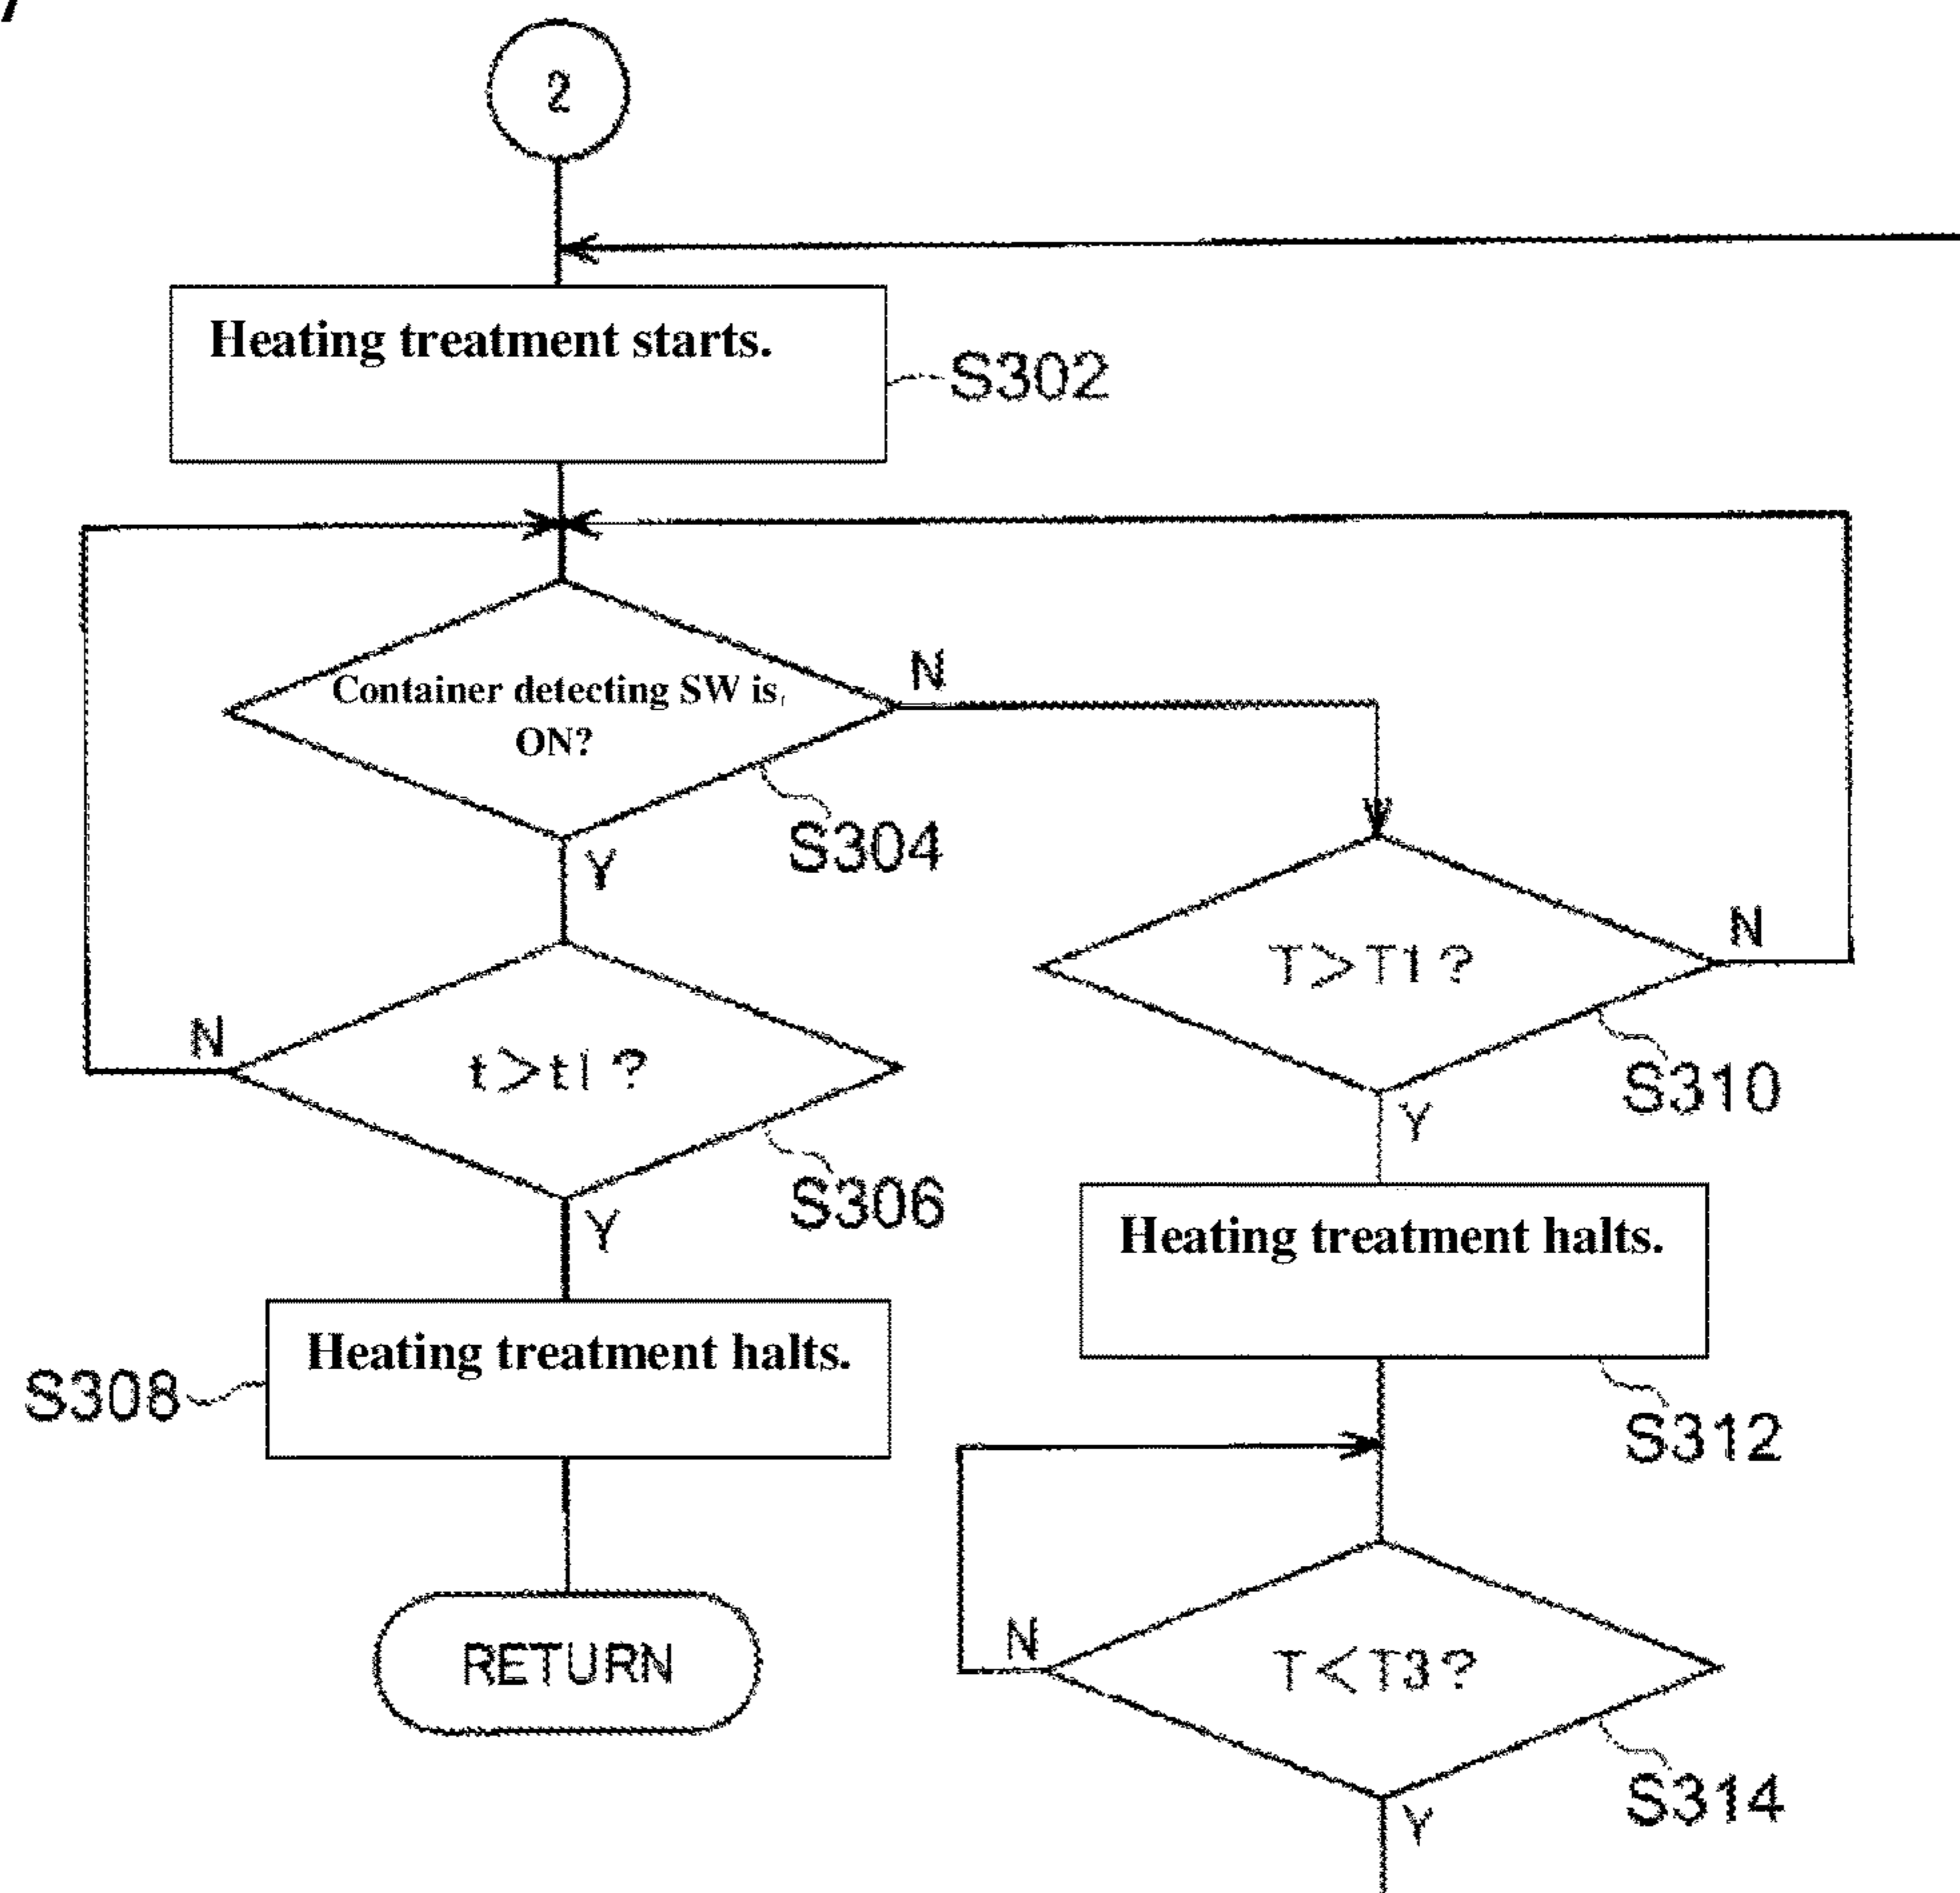 2
Heating treatment starts.
S302
Container detecting SW is
ON?
N
S304
Y
T>T1?
N
S310
Y
t>t1?
N
S306
Y
Heating treatment halts.
S312
Heating treatment halts.
S308
T<T3?
N
S314
Y
RETURN